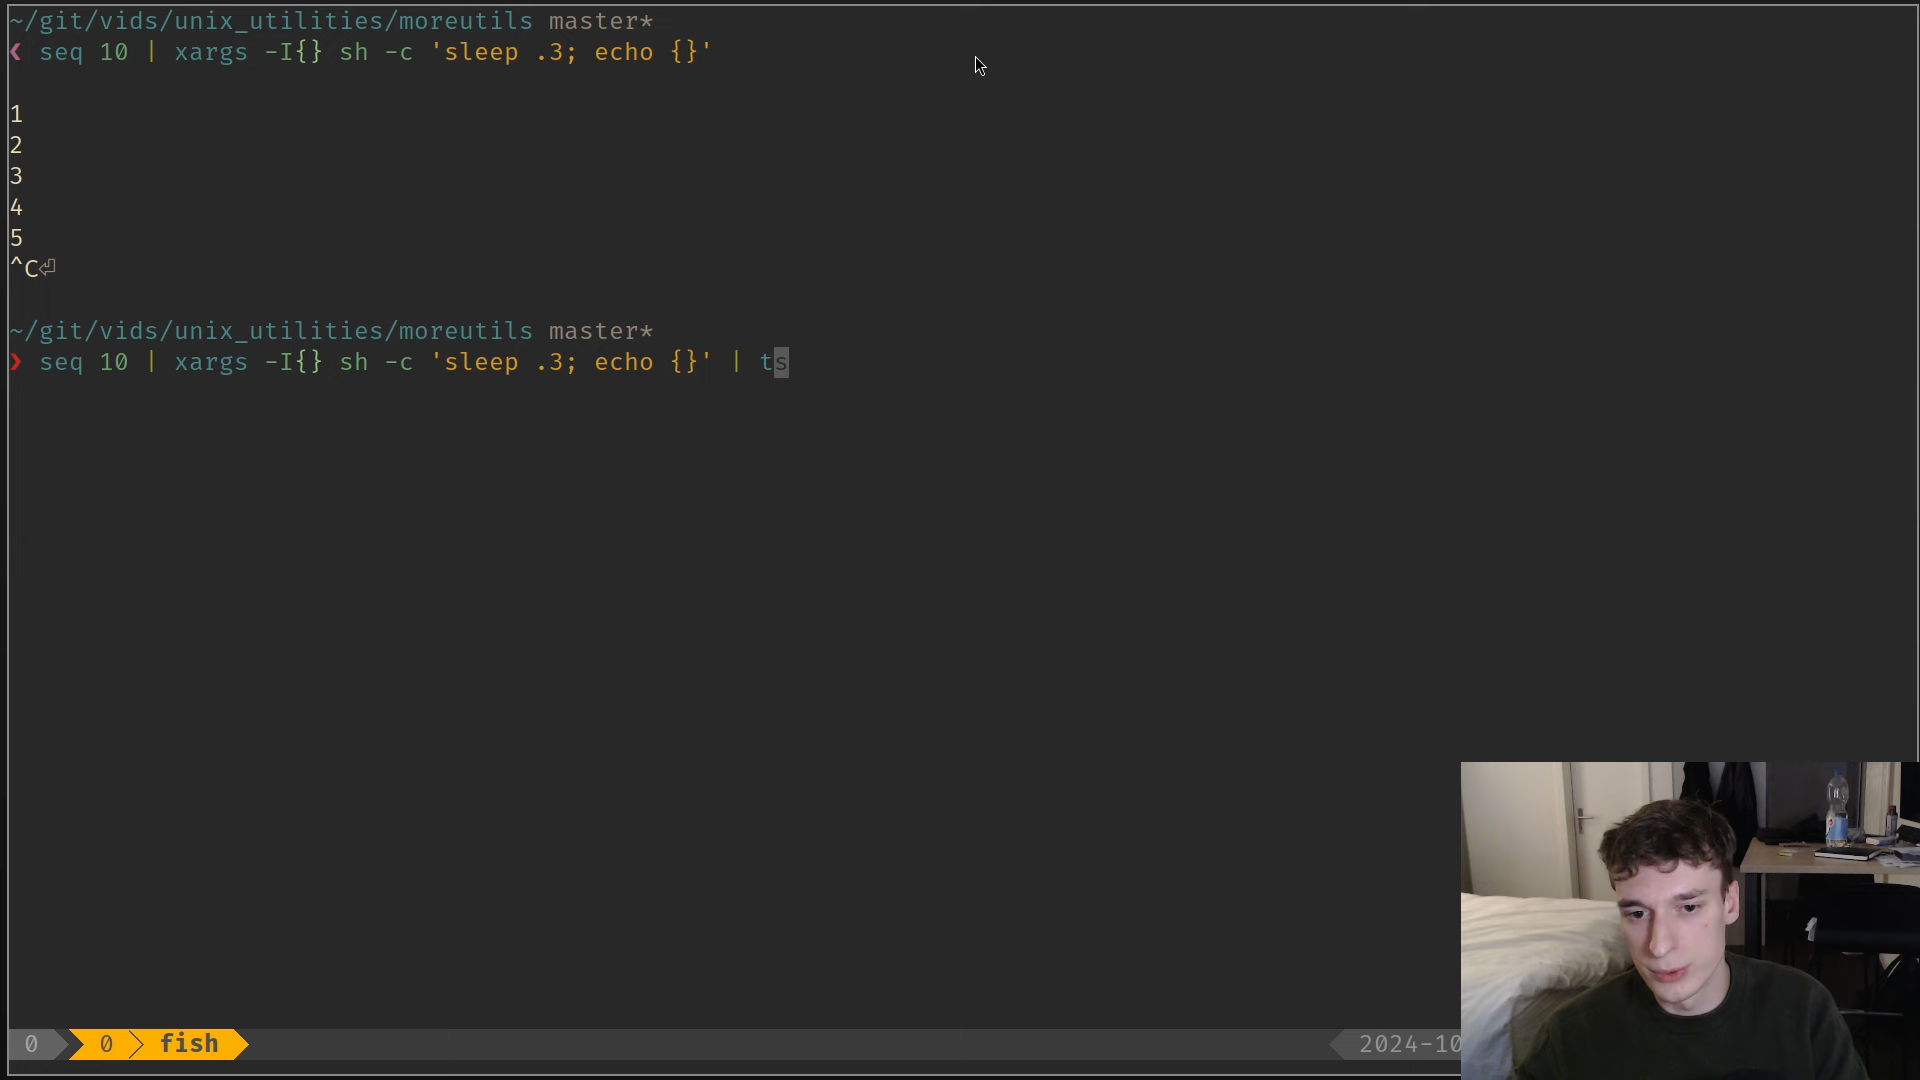 ~/git/vids/unix_utilities/moreutils master*
❮ seq 10 | xargs -I{} sh -c 'sleep .3; echo {}'
1
2
3
4
5
^C⏎
~/git/vids/unix_utilities/moreutils master*
❯ seq 10 | xargs -I{} sh -c 'sleep .3; echo {}' | ts
0 0 fish 2024-10